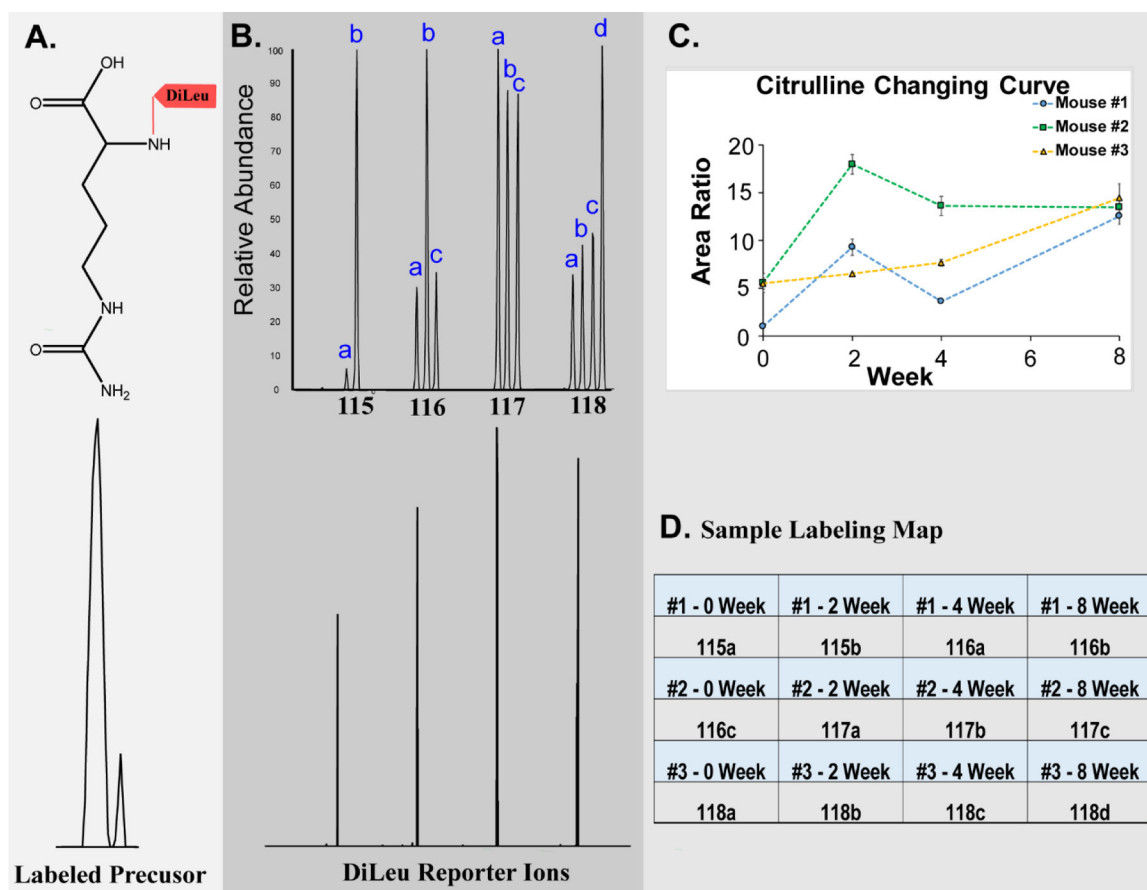 A.
OH
O
DiLeu
NH
NH
O
NH2
Labeled Precusor
B.
Relative Abundance
100
90
80
70
60
50
40
30
20
10
0
a
b
a
b
c
a
b
c
a
b
c
d
115
116
117
118
DiLeu Reporter Ions
C.
Citrulline Changing Curve
Mouse #1
Mouse #2
Mouse #3
Area Ratio
20
15
10
5
0
0 2 4 8
Week
D. Sample Labeling Map
#1 - 0 Week #1 - 2 Week #1 - 4 Week #1 - 8 Week
115a 115b 116a 116b
#2 - 0 Week #2 - 2 Week #2 - 4 Week #2 - 8 Week
116c 117a 117b 117c
#3 - 0 Week #3 - 2 Week #3 - 4 Week #3 - 8 Week
118a 118b 118c 118d